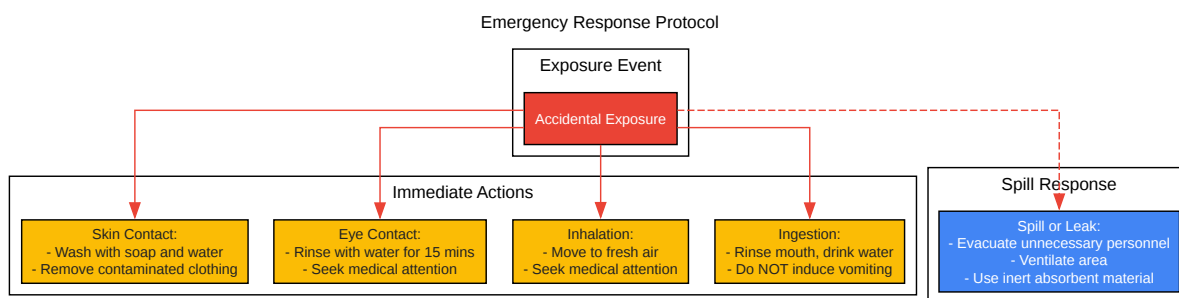 Emergency Response Protocol
Exposure Event
Accidental Exposure
Immediate Actions
Skin Contact:
- Wash with soap and water
- Remove contaminated clothing
Eye Contact:
- Rinse with water for 15 mins
- Seek medical attention
Inhalation:
- Move to fresh air
- Seek medical attention
Ingestion:
- Rinse mouth, drink water
- Do NOT induce vomiting
Spill Response
Spill or Leak:
- Evacuate unnecessary personnel
- Ventilate area
- Use inert absorbent material